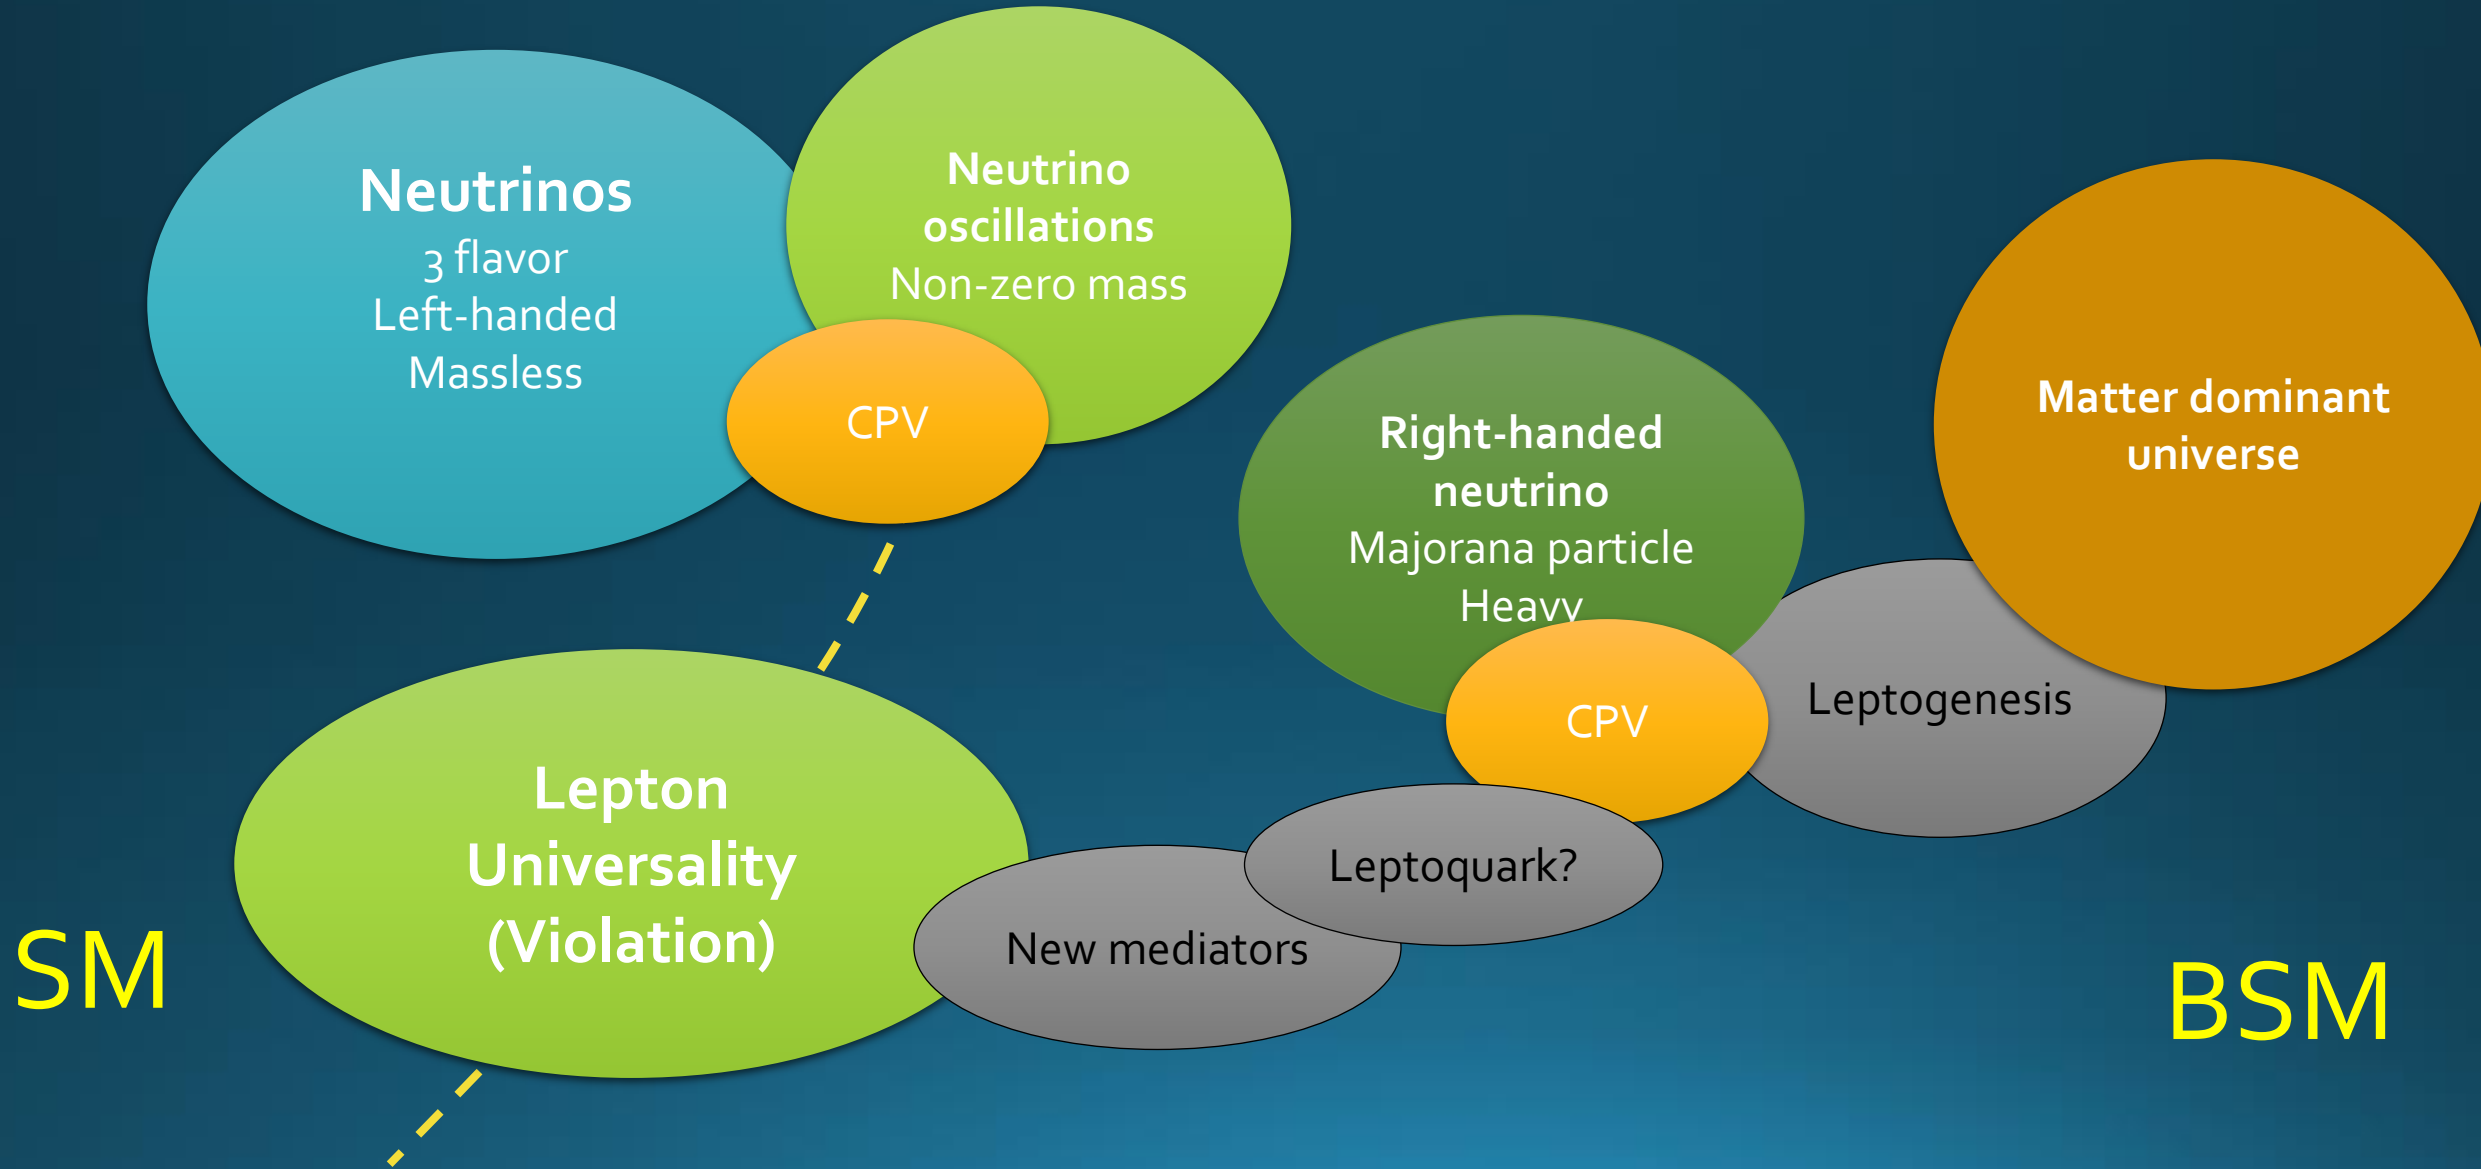 Neutrinos
3 flavor
Left-handed
Massless
Neutrino
oscillations
Non-zero mass
CPV
Right-handed
neutrino
Majorana particle
Heavy
CPV
Matter dominant
universe
Leptogenesis
Lepton
Universality
(Violation)
New mediators
Leptoquark?
SM
BSM